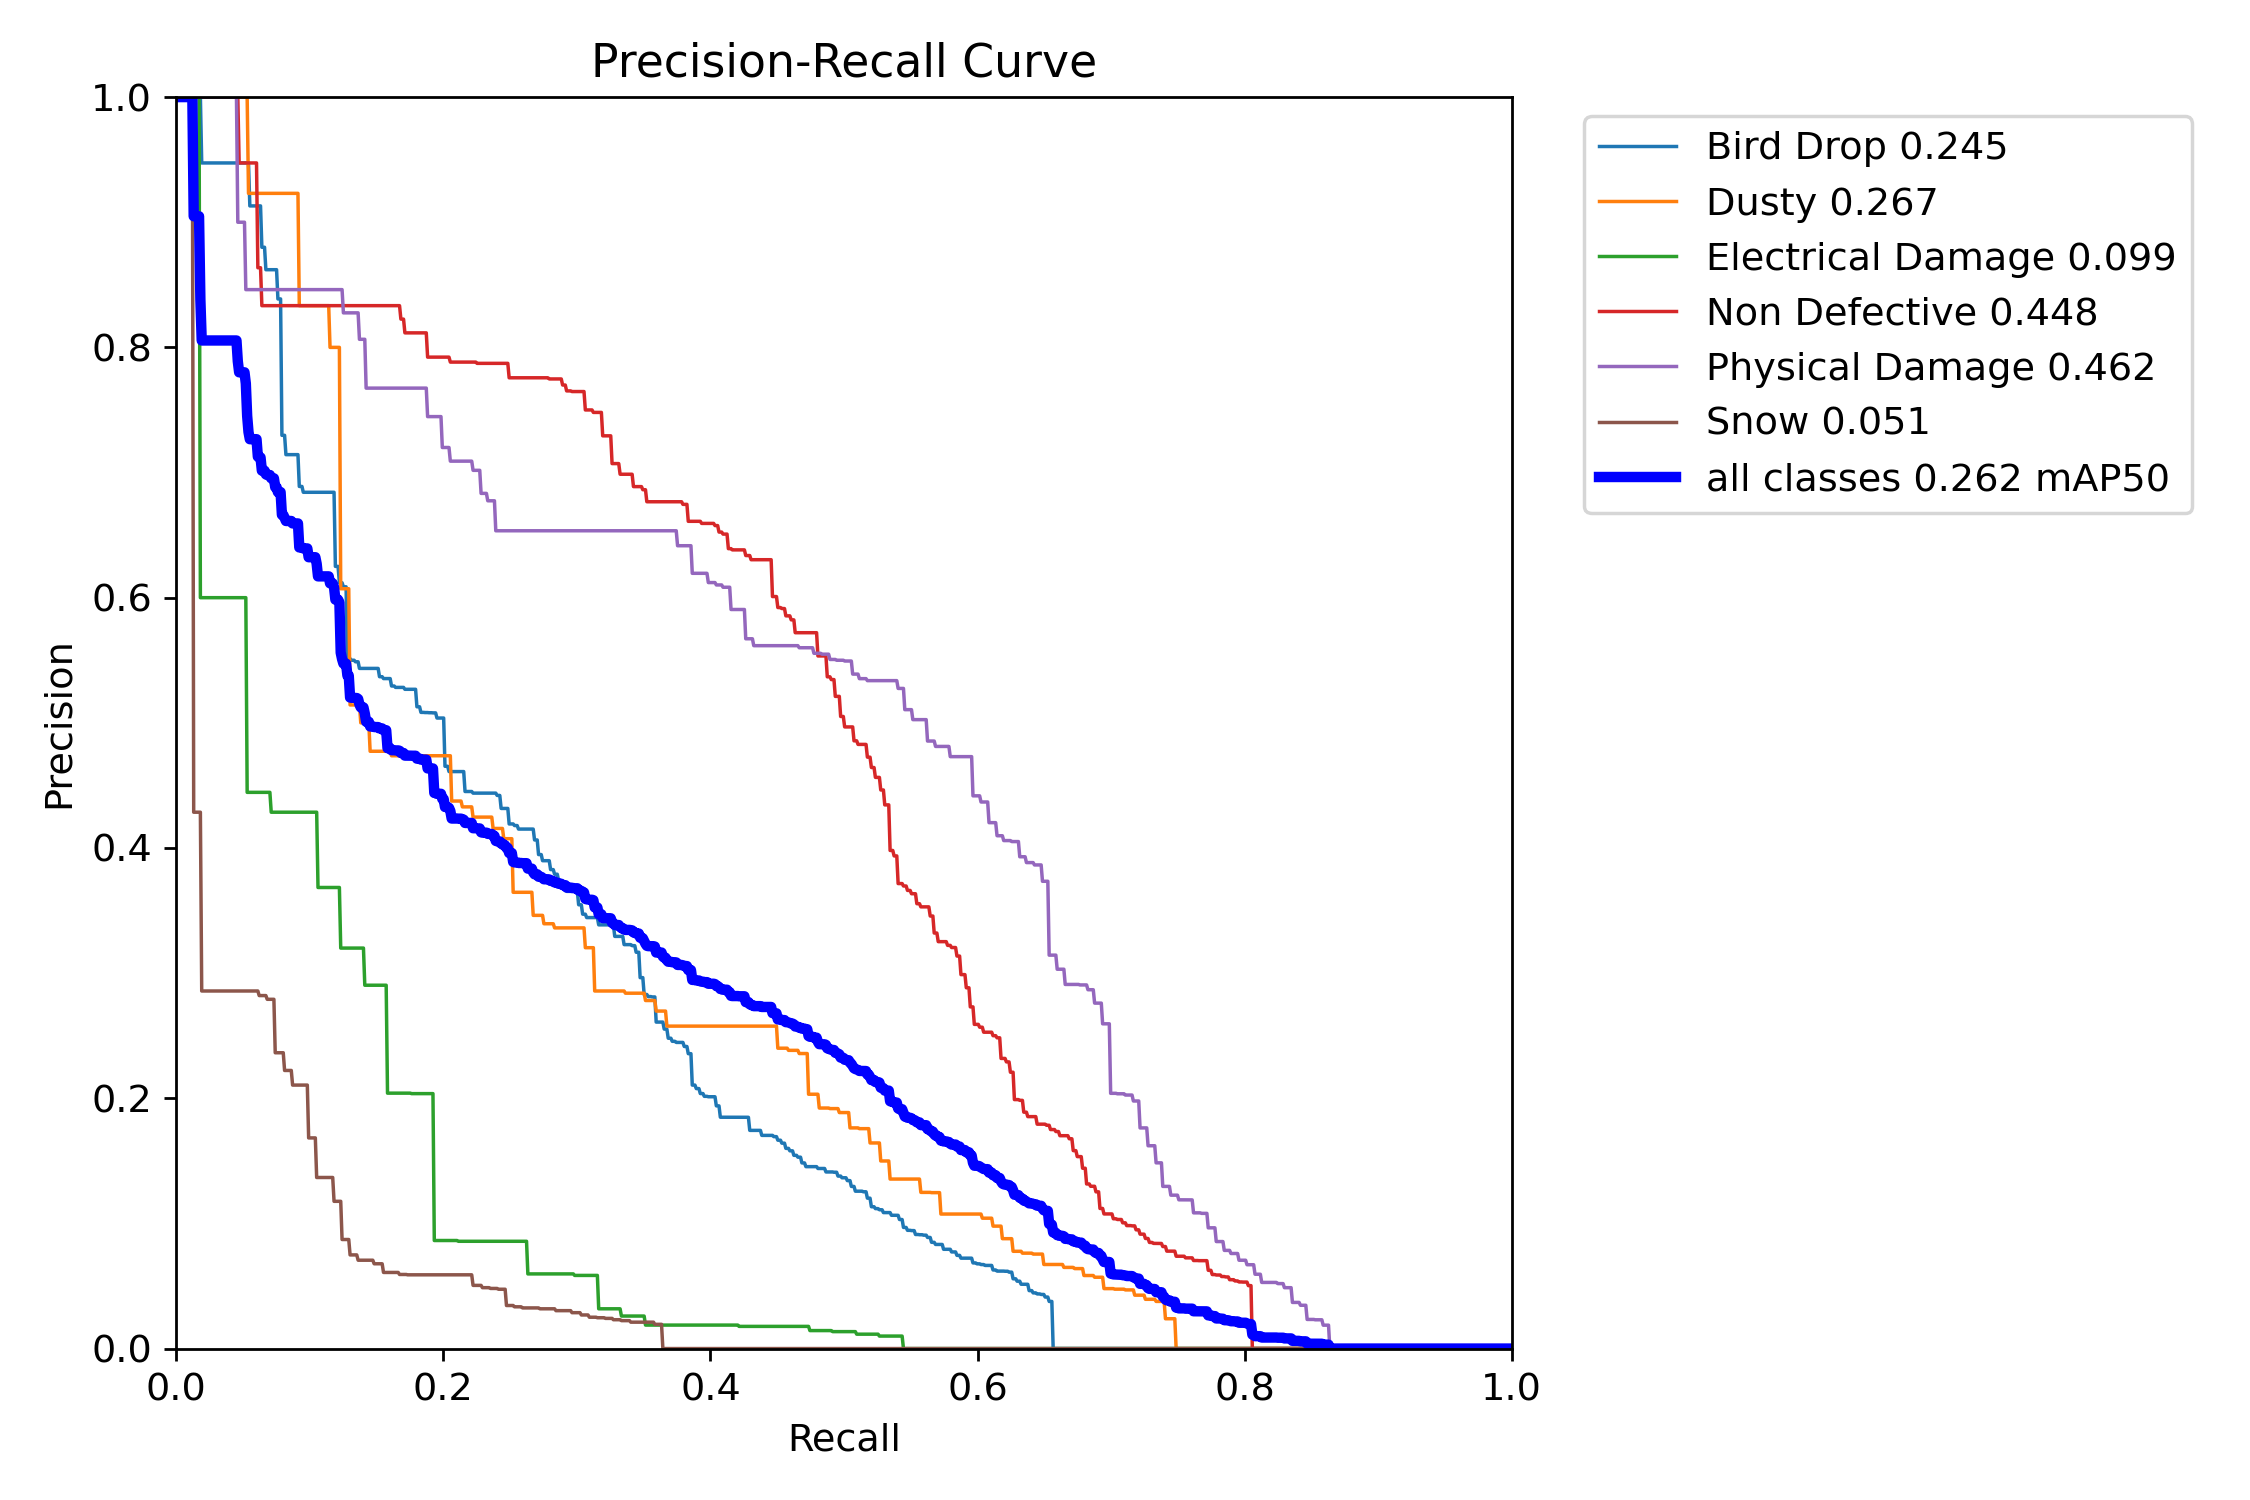 Precision-Recall Curve
1.0
0.8
0.6
0.4
0.2
0.0
Precision
0.0 0.2 0.4 0.6 0.8 1.0
Recall
Bird Drop 0.245
Dusty 0.267
Electrical Damage 0.099
Non Defective 0.448
Physical Damage 0.462
Snow 0.051
all classes 0.262 mAP50